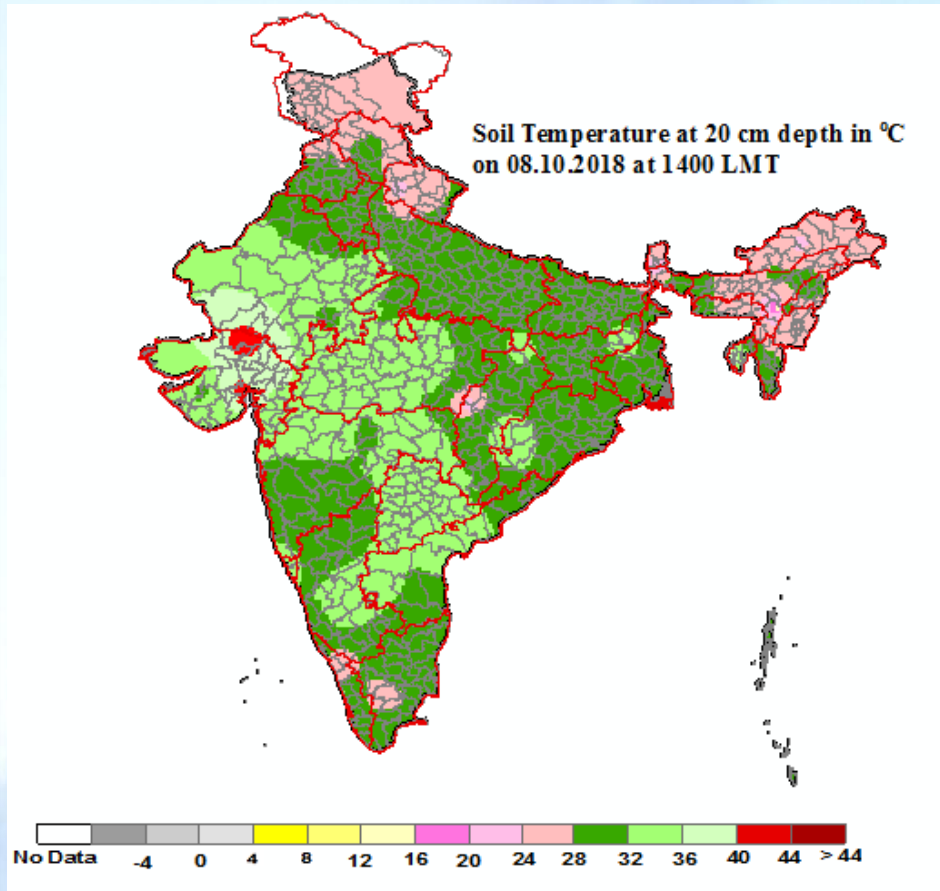 Soil Temperature at 20 cm depth in ⁰C
on 08.10.2018 at 1400 LMT
No Data -4 0 4 8 12 16 20 24 28 32 36 40 44 > 44